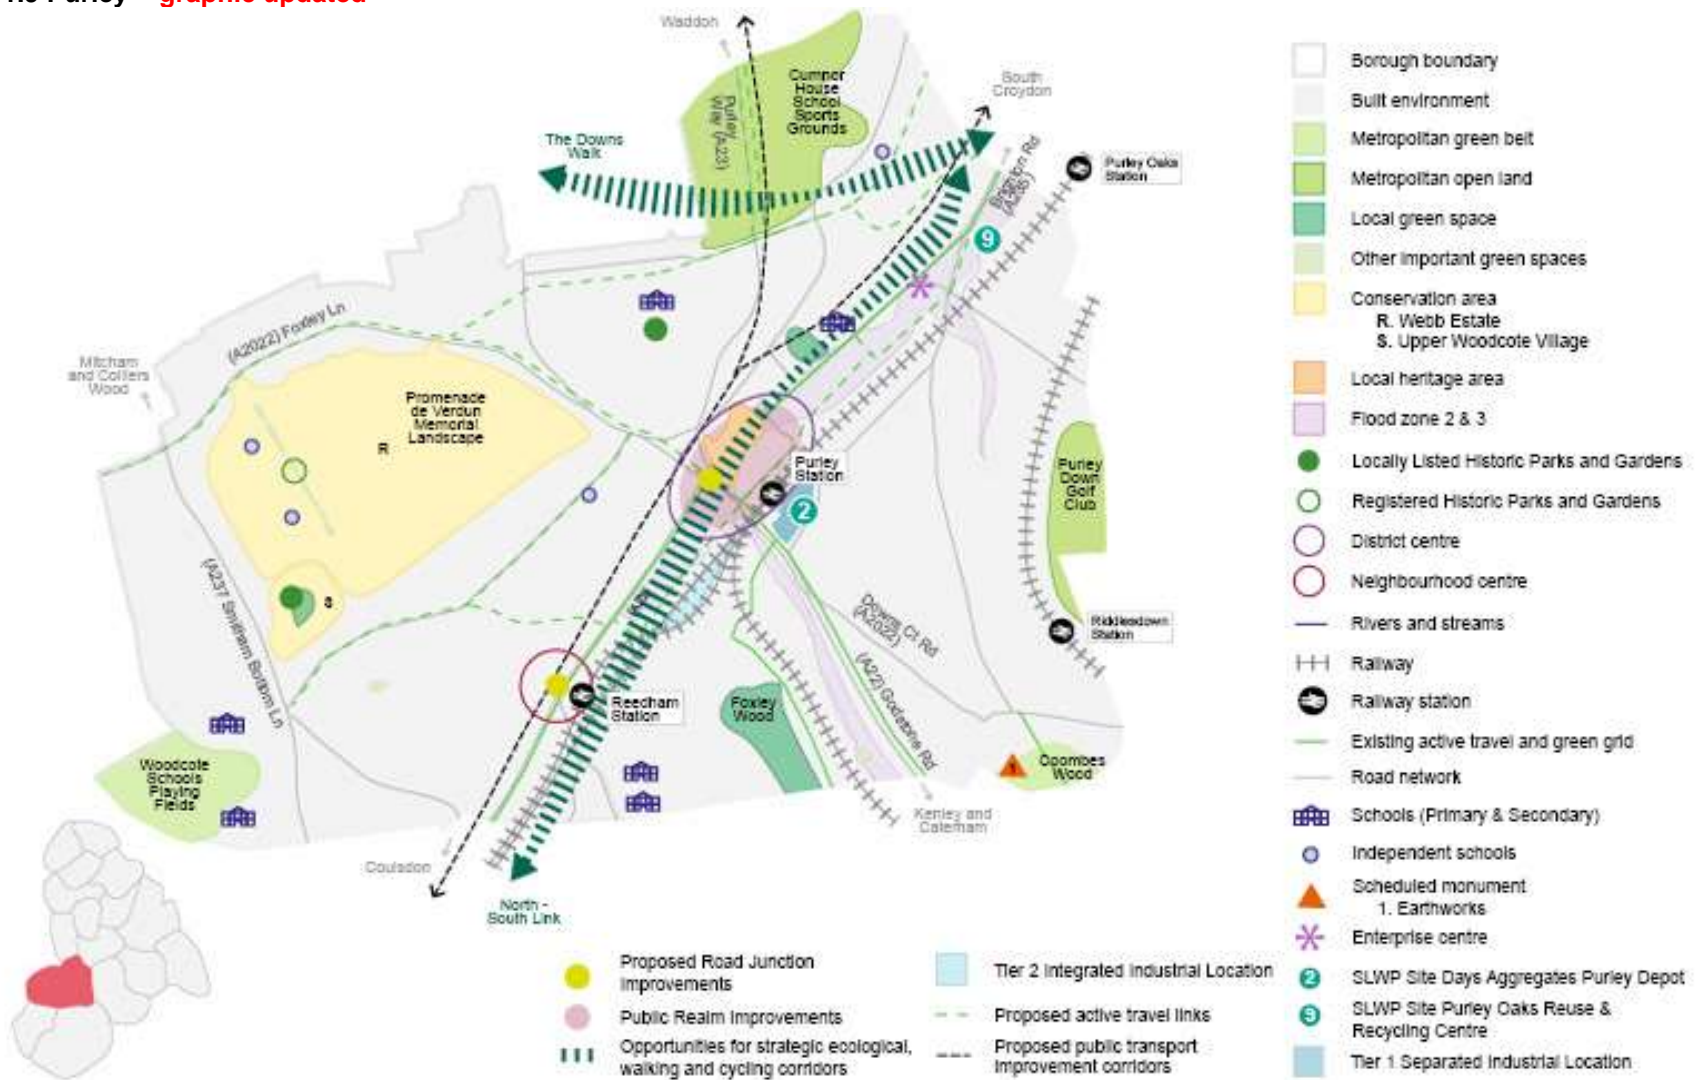 graphic updated
Waddon
Cumnor
House
School
Sports
Grounds
South
Croydon
Purley
Way (A23)
The Downs
Walk
Brighton Rd
(A235)
Purley Oaks
Station
9
(A2022) Foxley Ln
Mitcham
and Colliers
Wood
Promenade
de Verdun
Memorial
Landscape
R
Purley
Station
2
Purley
Down
Golf
Club
(A237 Smitham Bottom Ln
S
Downs Ct Rd
(A2022)
Riddlesdown
Station
(A22) Godstone Rd
Reedham
Station
Foxley
Wood
Woodcote
Schools
Playing
Fields
1
Coombes
Wood
Kenley and
Caterham
Coulsdon
North -
South Link
Borough boundary
Built environment
Metropolitan green belt
Metropolitan open land
Local green space
Other important green spaces
Conservation area
R. Webb Estate
S. Upper Woodcote Village
Local heritage area
Flood zone 2 & 3
Locally Listed Historic Parks and Gardens
Registered Historic Parks and Gardens
District centre
Neighbourhood centre
Rivers and streams
Railway
Railway station
Existing active travel and green grid
Road network
Schools (Primary & Secondary)
Independent schools
Scheduled monument
1. Earthworks
Enterprise centre
2 SLWP Site Days Aggregates Purley Depot
9 SLWP Site Purley Oaks Reuse &
Recycling Centre
Tier 1 Separated Industrial Location
Proposed Road Junction
Improvements
Public Realm Improvements
Opportunities for strategic ecological,
walking and cycling corridors
Tier 2 Integrated Industrial Location
Proposed active travel links
Proposed public transport
improvement corridors